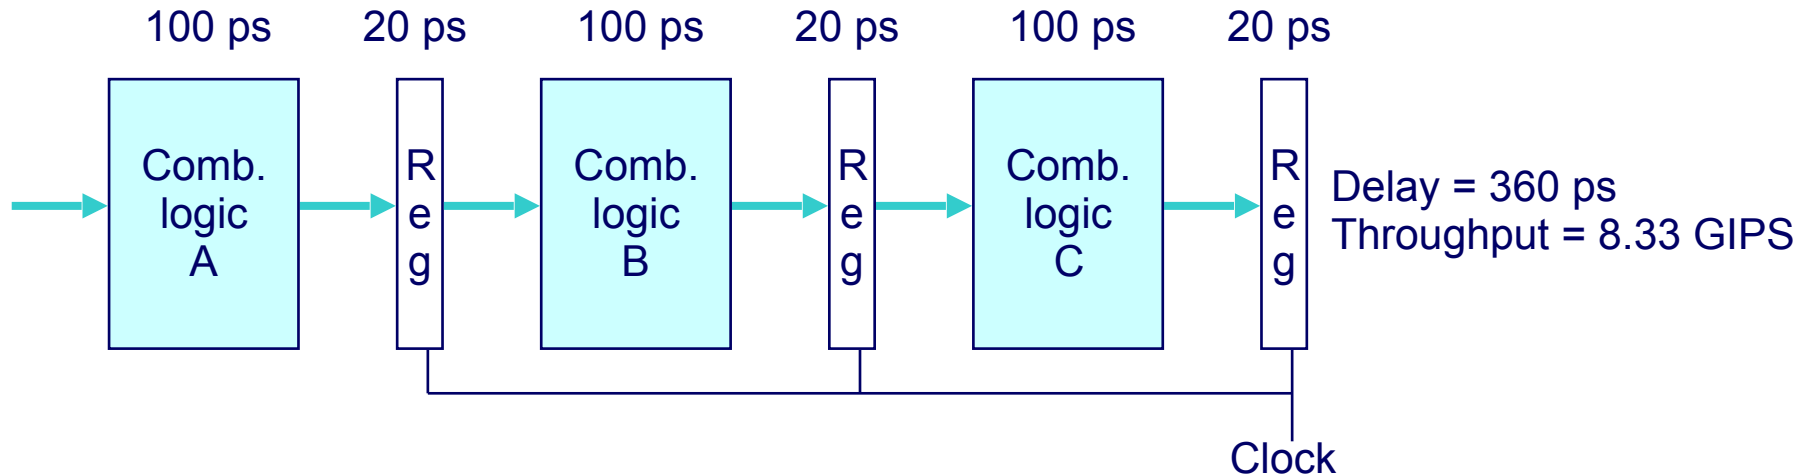 100 ps 20 ps 100 ps 20 ps 100 ps 20 ps
Comb.
logic
A
R
e
g
Comb.
logic
B
R
e
g
Comb.
logic
C
R
e
g
Delay = 360 ps
Throughput = 8.33 GIPS
Clock